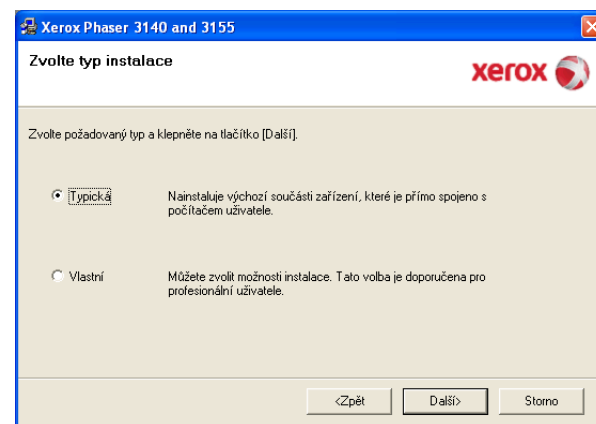 Xerox Phaser 3140 and 3155
Zvolte typ instalace
xerox
Zvolte požadovaný typ a klepněte na tlačítko [Další].
Typická
Nainstaluje výchozí součásti zařízení, které je přímo spojeno s
počítačem uživatele.
Vlastní
Můžete zvolit možnosti instalace. Tato volba je doporučena pro
profesionální uživatele.
<Zpět
Další>
Storno